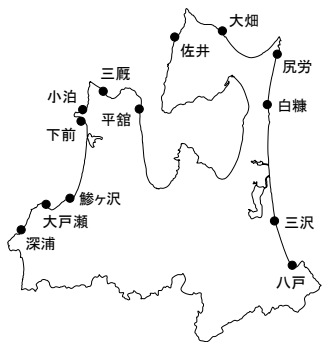 大畑
佐井
尻労
三厩
小泊
平舘
白糠
下前
鰺ヶ沢
大戸瀬
三沢
深浦
八戸